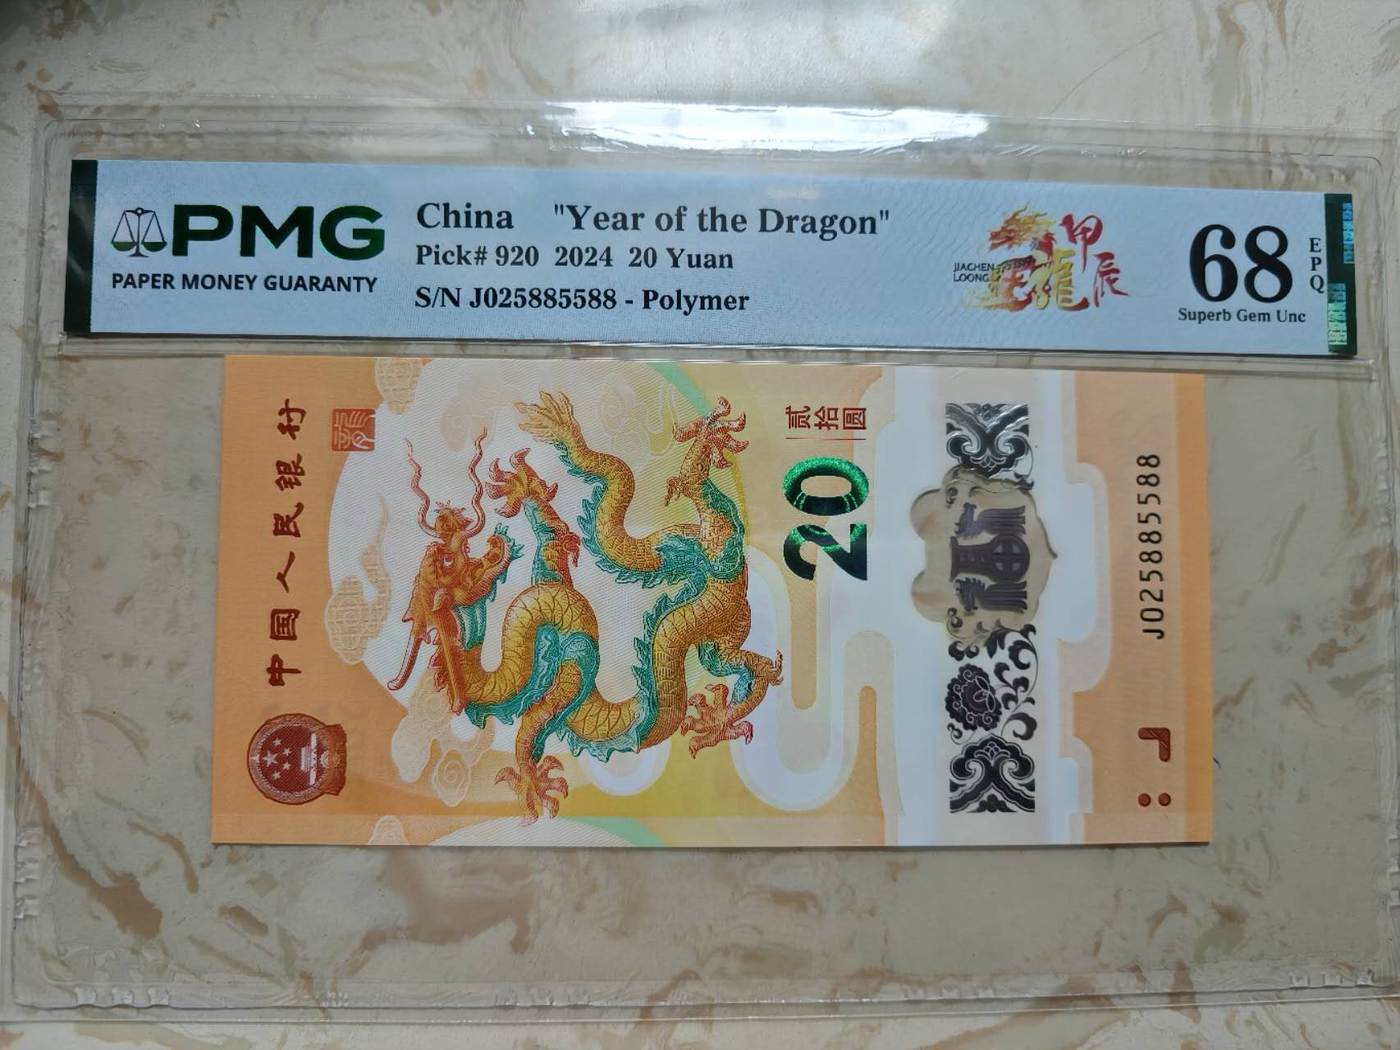 PMG
PAPER MONEY GUARANTY
China "Year of the Dragon"
Pick# 920 2024 20 Yuan
S/N J025885588 - Polymer
JIACHEN
LOONG
甲
辰
龍
68
EPQ
Superb Gem Unc
中国人民银行
贰拾圆
20
J025885588